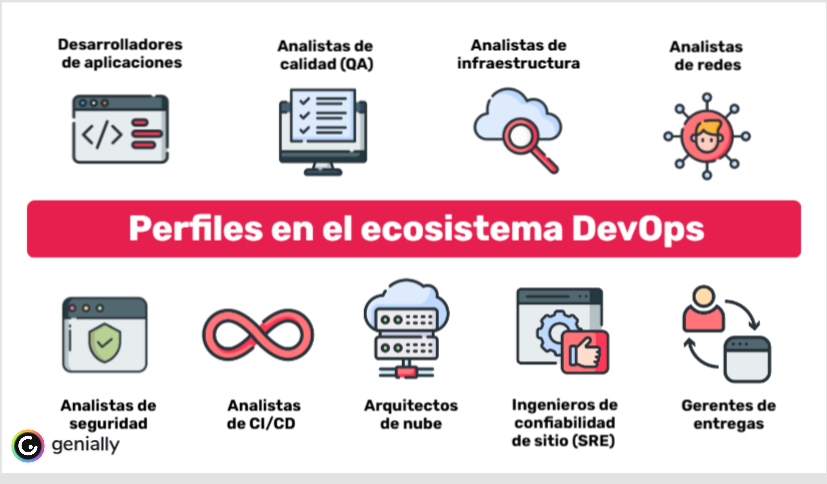 Desarrolladores
de aplicaciones
Analistas de
calidad (QA)
Analistas de
infraestructura
Analistas
de redes
</>
Perfiles en el ecosistema DevOps
Analistas de
seguridad
Analistas
de CI/CD
Arquitectos
de nube
Ingenieros de
confiabilidad
de sitio (SRE)
Gerentes de
entregas
genially